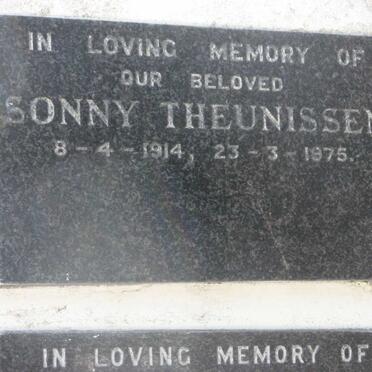 IN LOVING MEMORY OF
OUR BELOVED
SONNY THEUNISSEN
8-4-1914, 23-3-1975.
IN LOVING MEMORY OF